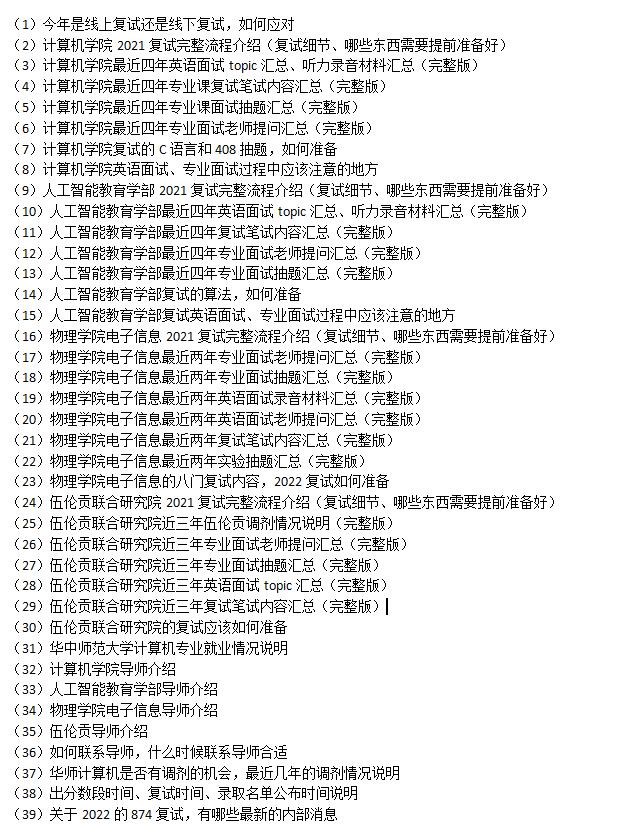 （1）今年是线上复试还是线下复试，如何应对
（2）计算机学院 2021 复试完整流程介绍（复试细节、哪些东西需要提前准备好）
（3）计算机学院最近四年英语面试 topic 汇总、听力录音材料汇总（完整版）
（4）计算机学院最近四年专业课复试笔试内容汇总（完整版）
（5）计算机学院最近四年专业课面试抽题汇总（完整版）
（6）计算机学院最近四年专业面试老师提问汇总（完整版）
（7）计算机学院复试的 C 语言和 408 抽题，如何准备
（8）计算机学院英语面试、专业面试过程中应该注意的地方
（9）人工智能教育学部 2021 复试完整流程介绍（复试细节、哪些东西需要提前准备好）
（10）人工智能教育学部最近四年英语面试 topic 汇总、听力录音材料汇总（完整版）
（11）人工智能教育学部最近四年复试笔试内容汇总（完整版）
（12）人工智能教育学部最近四年专业面试老师提问汇总（完整版）
（13）人工智能教育学部最近四年专业面试抽题汇总（完整版）
（14）人工智能教育学部复试的算法，如何准备
（15）人工智能教育学部复试英语面试、专业面试过程中应该注意的地方
（16）物理学院电子信息 2021 复试完整流程介绍（复试细节、哪些东西需要提前准备好）
（17）物理学院电子信息最近两年专业面试老师提问汇总（完整版）
（18）物理学院电子信息最近两年专业面试抽题汇总（完整版）
（19）物理学院电子信息最近两年英语面试录音材料汇总（完整版）
（20）物理学院电子信息最近两年英语面试老师提问汇总（完整版）
（21）物理学院电子信息最近两年复试笔试内容汇总（完整版）
（22）物理学院电子信息最近两年实验抽题汇总（完整版）
（23）物理学院电子信息的八门复试内容，2022 复试如何准备
（24）伍伦贡联合研究院 2021 复试完整流程介绍（复试细节、哪些东西需要提前准备好）
（25）伍伦贡联合研究院近三年伍伦贡调剂情况说明（完整版）
（26）伍伦贡联合研究院近三年专业面试老师提问汇总（完整版）
（27）伍伦贡联合研究院近三年专业面试抽题汇总（完整版）
（28）伍伦贡联合研究院近三年英语面试 topic 汇总（完整版）
（29）伍伦贡联合研究院近三年复试笔试内容汇总（完整版）
（30）伍伦贡联合研究院的复试应该如何准备
（31）华中师范大学计算机专业就业情况说明
（32）计算机学院导师介绍
（33）人工智能教育学部导师介绍
（34）物理学院电子信息导师介绍
（35）伍伦贡导师介绍
（36）如何联系导师，什么时候联系导师合适
（37）华师计算机是否有调剂的机会，最近几年的调剂情况说明
（38）出分数段时间、复试时间、录取名单公布时间说明
（39）关于 2022 的 874 复试，有哪些最新的内部消息